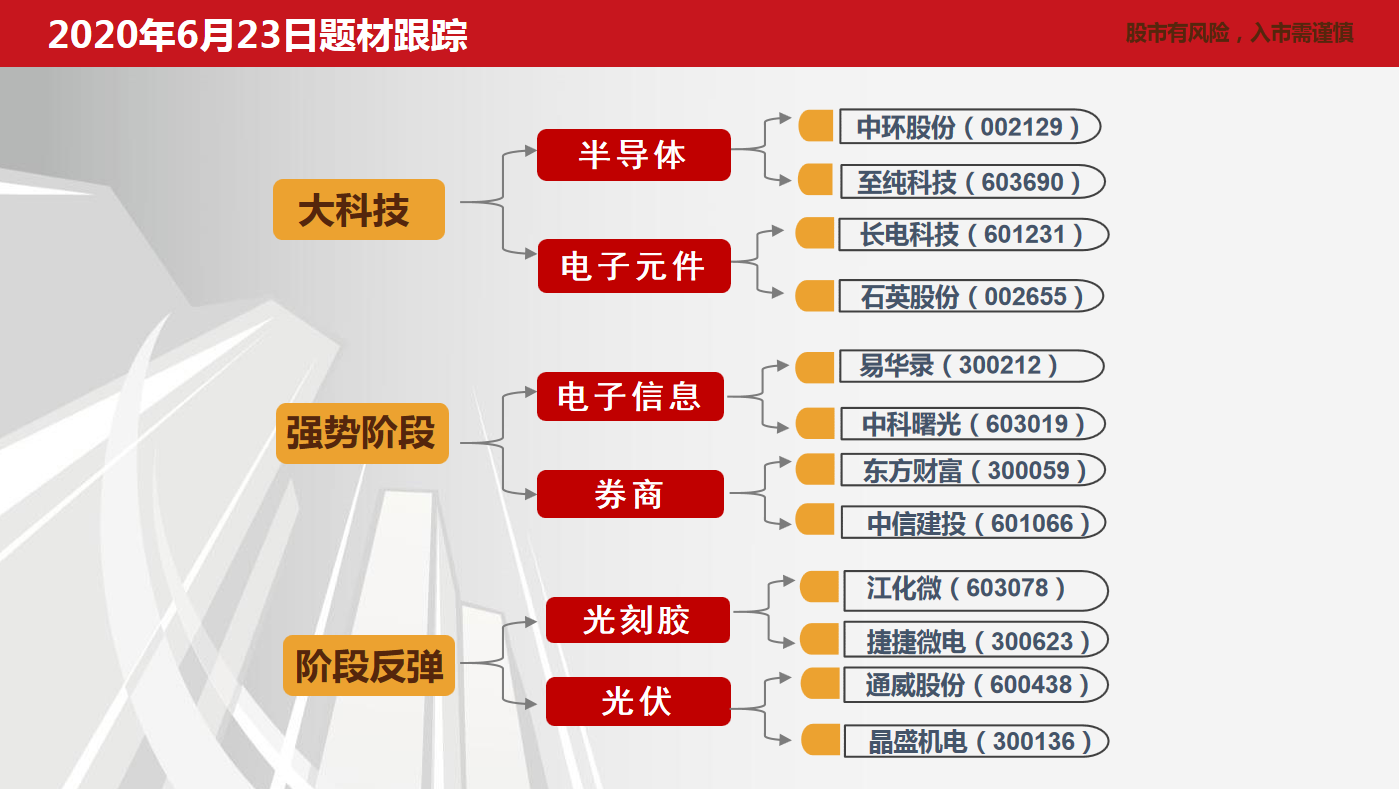 2020年6月23日题材跟踪
股市有风险，入市需谨慎
大科技
半导体
中环股份（002129）
至纯科技（603690）
电子元件
长电科技（601231）
石英股份（002655）
强势阶段
电子信息
易华录（300212）
中科曙光（603019）
券商
东方财富（300059）
中信建投（601066）
阶段反弹
光刻胶
江化微（603078）
捷捷微电（300623）
光伏
通威股份（600438）
晶盛机电（300136）